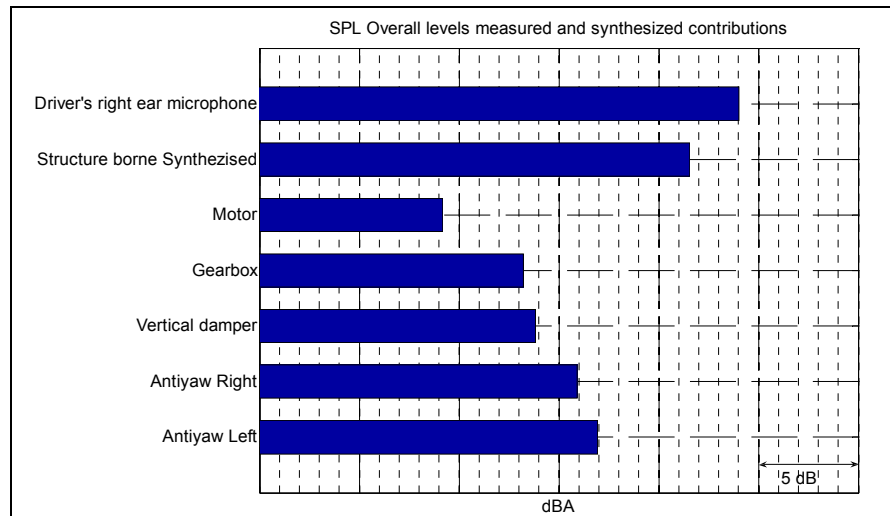 SPL Overall levels measured and synthesized contributions
Driver's right ear microphone
Structure borne Synthezised
Motor
Gearbox
Vertical damper
Antiyaw Right
Antiyaw Left
5 dB
dBA